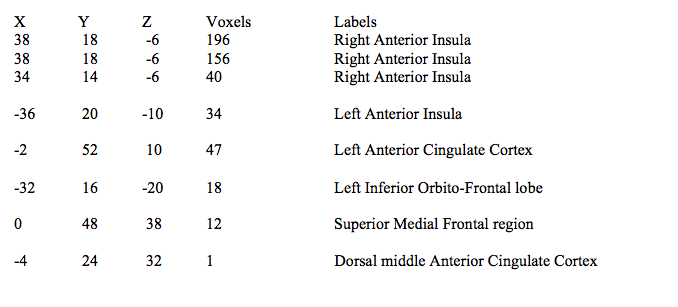 X Y Z Voxels Labels
38 18 -6 196 Right Anterior Insula
38 18 -6 156 Right Anterior Insula
34 14 -6 40 Right Anterior Insula
-36 20 -10 34 Left Anterior Insula
-2 52 10 47 Left Anterior Cingulate Cortex
-32 16 -20 18 Left Inferior Orbito-Frontal lobe
0 48 38 12 Superior Medial Frontal region
-4 24 32 1 Dorsal middle Anterior Cingulate Cortex